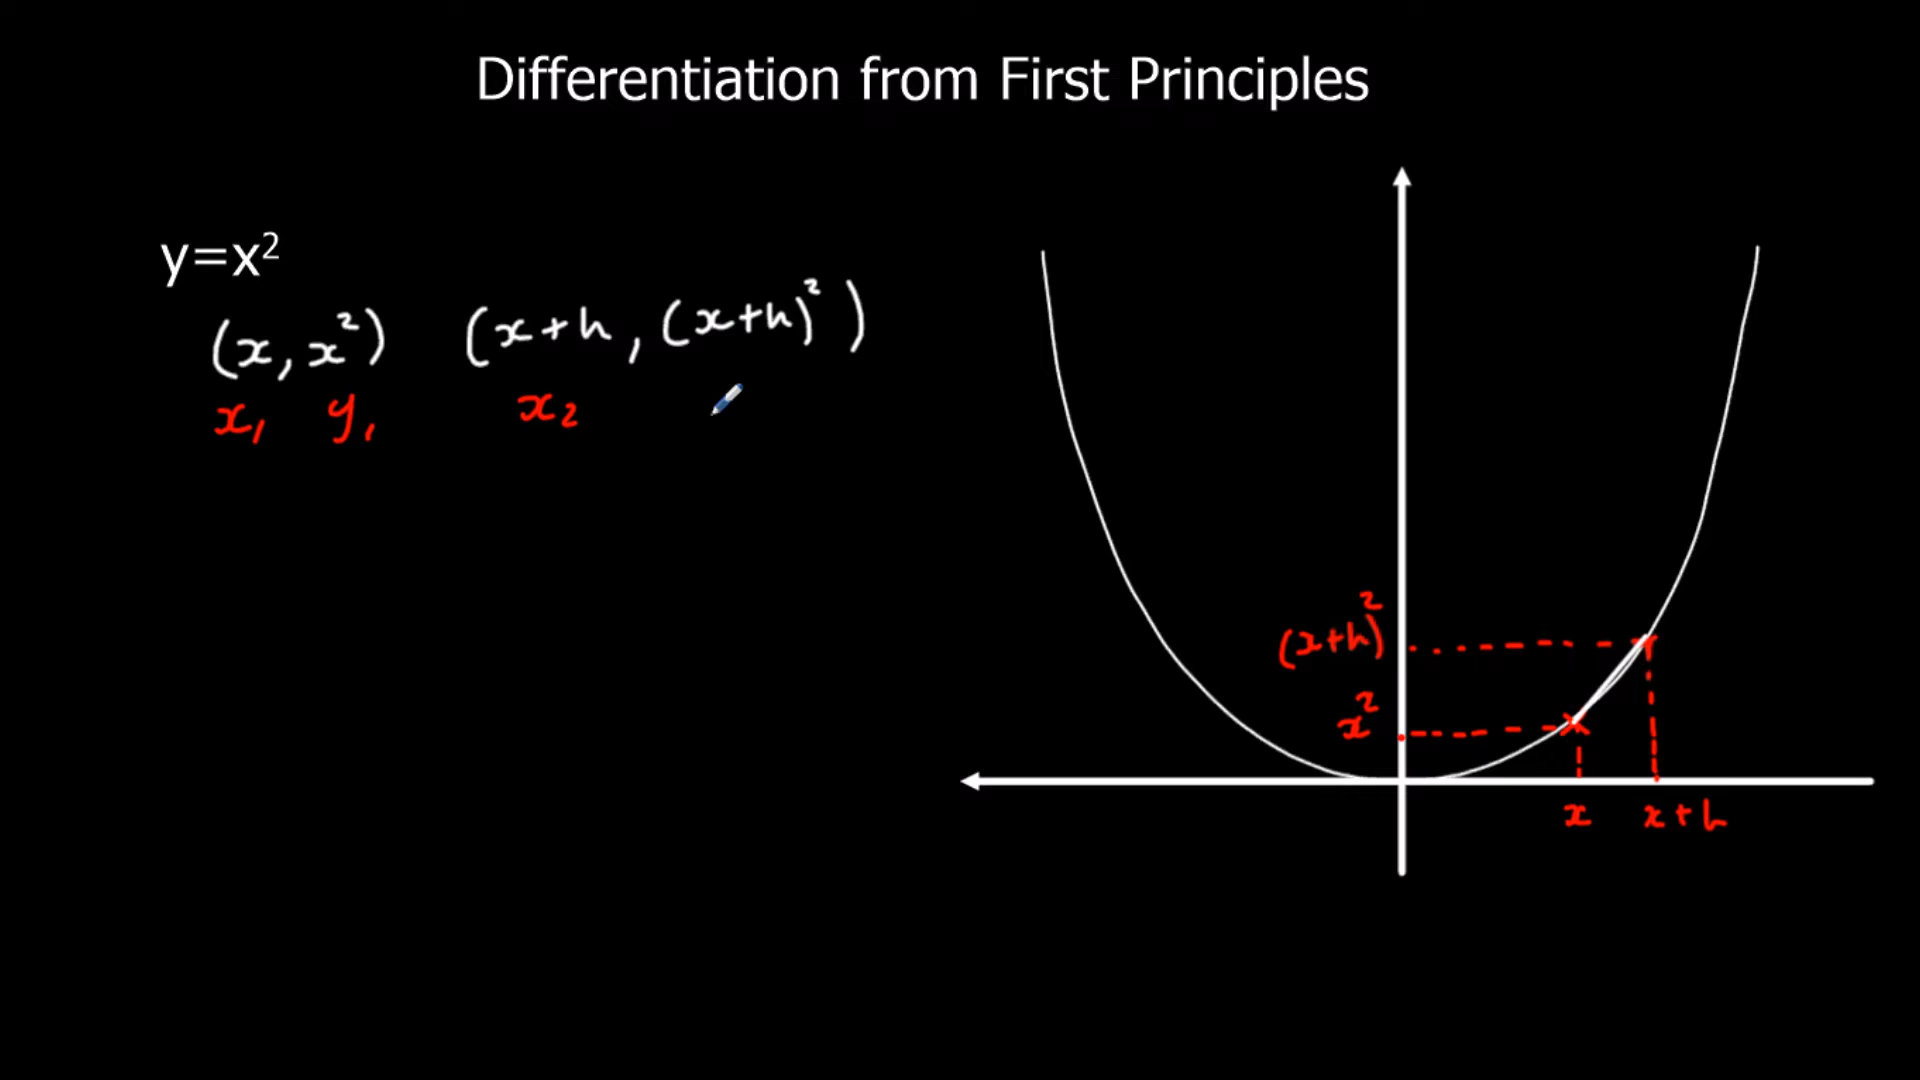 Differentiation from First Principles
y=x²
(x, x²) (x+h, (x+h)²)
x₁ y₁ x₂
(x+h)²
x²
x x+h